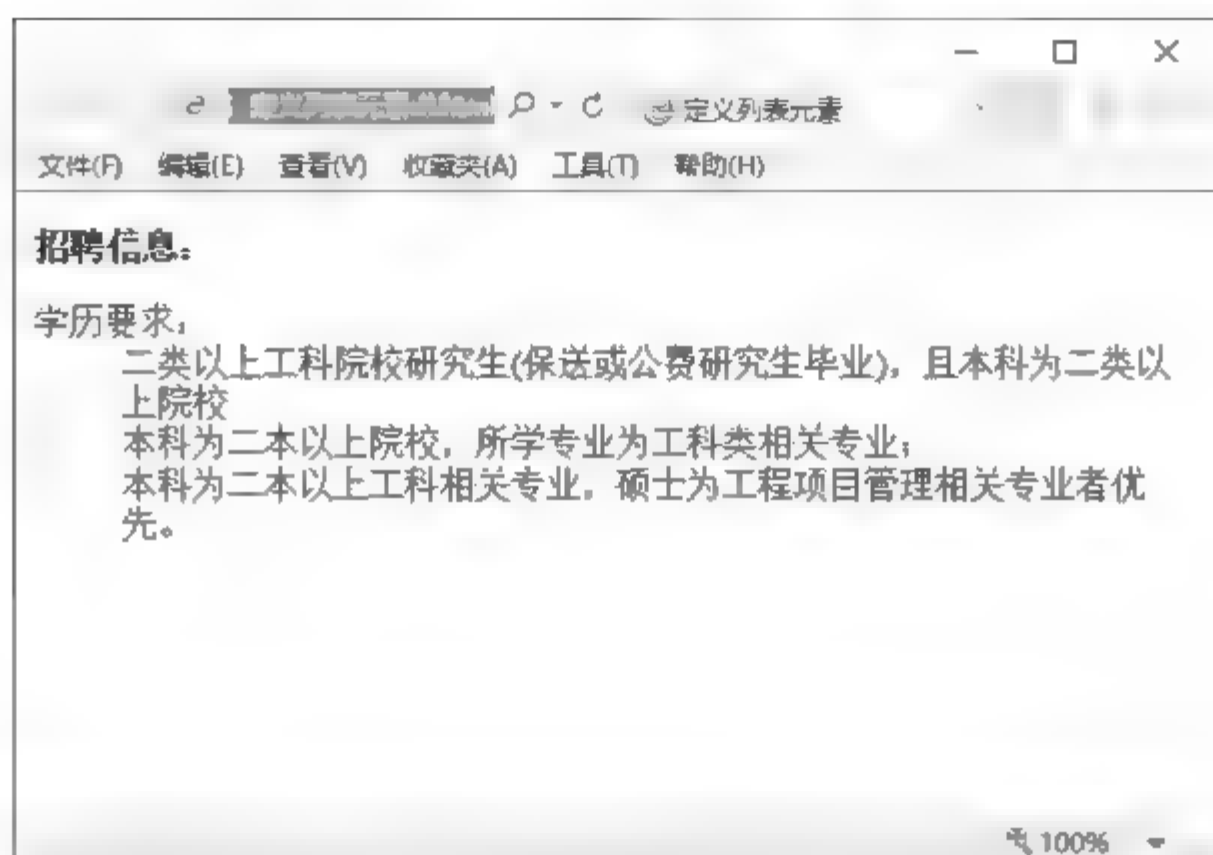 定义列表元素
文件(F) 编辑(E) 查看(V) 收藏夹(A) 工具(T) 帮助(H)
招聘信息:
学历要求:
二类以上工科院校研究生(保送或公费研究生毕业)，且本科为二类以
上院校
本科为二本以上院校，所学专业为工科类相关专业；
本科为二本以上工科相关专业，硕士为工程项目管理相关专业者优
先。
100%